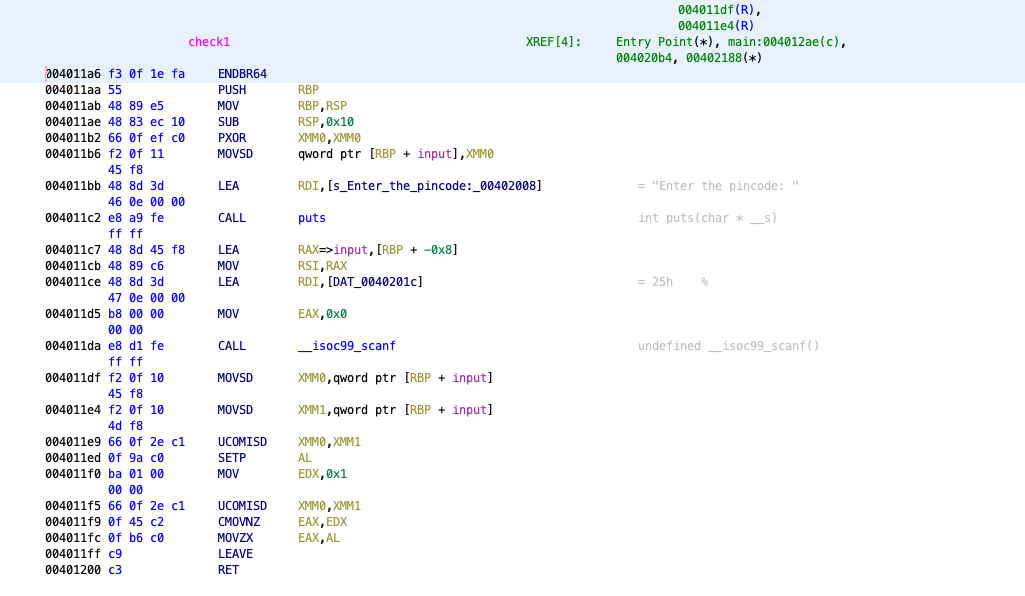 004011df(R),
004011e4(R)
check1 XREF[4]: Entry Point(*), main:004012ae(c),
004020b4, 00402188(*)
004011a6 f3 0f 1e fa ENDBR64
004011aa 55 PUSH RBP
004011ab 48 89 e5 MOV RBP,RSP
004011ae 48 83 ec 10 SUB RSP,0x10
004011b2 66 0f ef c0 PXOR XMM0,XMM0
004011b6 f2 0f 11 MOVSD qword ptr [RBP + input],XMM0
45 f8
004011bb 48 8d 3d LEA RDI,[s_Enter_the_pincode:_00402008] = "Enter the pincode: "
46 0e 00 00
004011c2 e8 a9 fe CALL puts int puts(char * __s)
ff ff
004011c7 48 8d 45 f8 LEA RAX=>input,[RBP + -0x8]
004011cb 48 89 c6 MOV RSI,RAX
004011ce 48 8d 3d LEA RDI,[DAT_0040201c] = 25h %
47 0e 00 00
004011d5 b8 00 00 MOV EAX,0x0
00 00
004011da e8 d1 fe CALL __isoc99_scanf undefined __isoc99_scanf()
ff ff
004011df f2 0f 10 MOVSD XMM0,qword ptr [RBP + input]
45 f8
004011e4 f2 0f 10 MOVSD XMM1,qword ptr [RBP + input]
4d f8
004011e9 66 0f 2e c1 UCOMISD XMM0,XMM1
004011ed 0f 9a c0 SETP AL
004011f0 ba 01 00 MOV EDX,0x1
00 00
004011f5 66 0f 2e c1 UCOMISD XMM0,XMM1
004011f9 0f 45 c2 CMOVNZ EAX,EDX
004011fc 0f b6 c0 MOVZX EAX,AL
004011ff c9 LEAVE
00401200 c3 RET